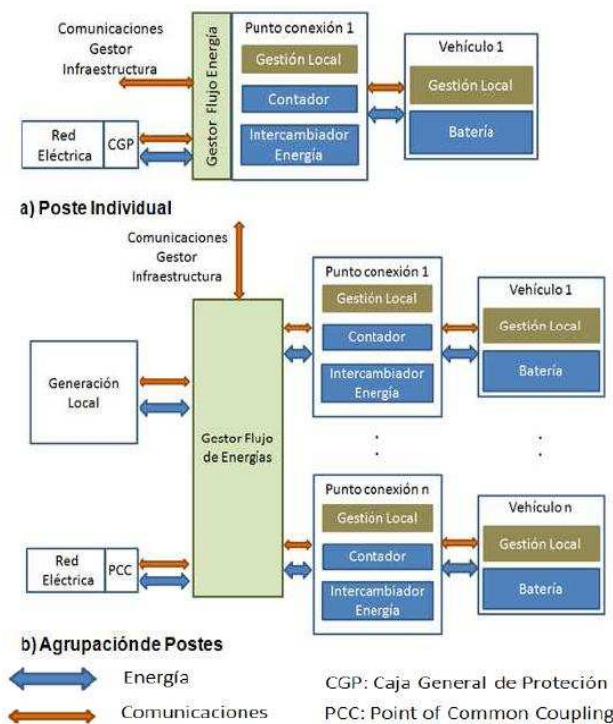 Comunicaciones
Gestor
Infraestructura
Red
Eléctrica
CGP
Gestor Flujo Energía
Punto conexión 1
Gestión Local
Contador
Intercambiador
Energía
Vehículo 1
Gestión Local
Batería
a) Poste Individual
Comunicaciones
Gestor
Infraestructura
Generación
Local
Red
Eléctrica
PCC
Gestor Flujo
de Energías
Punto conexión 1
Gestión Local
Contador
Intercambiador
Energía
Vehículo 1
Gestión Local
Batería
Punto conexión n
Gestión Local
Contador
Intercambiador
Energía
Vehículo n
Gestión Local
Batería
b) Agrupación de Postes
Energía
CGP: Caja General de Proteción
Comunicaciones
PCC: Point of Common Coupling